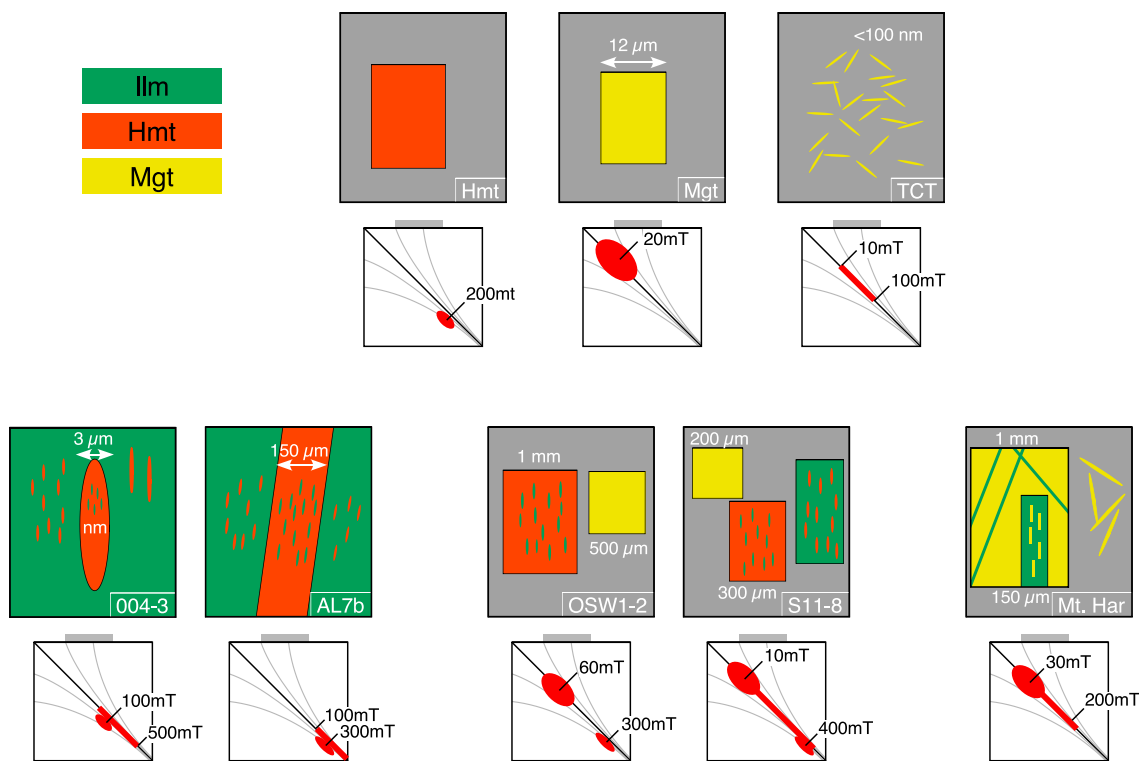 Ilm
Hmt
Mgt
Hmt
12 µm
Mgt
<100 nm
TCT
200mt
20mT
10mT
100mT
3 µm
nm
004-3
150 µm
AL7b
1 mm
500 µm
OSW1-2
200 µm
300 µm
S11-8
1 mm
150 µm
Mt. Har
100mT
500mT
100mT
300mT
60mT
300mT
10mT
400mT
30mT
200mT